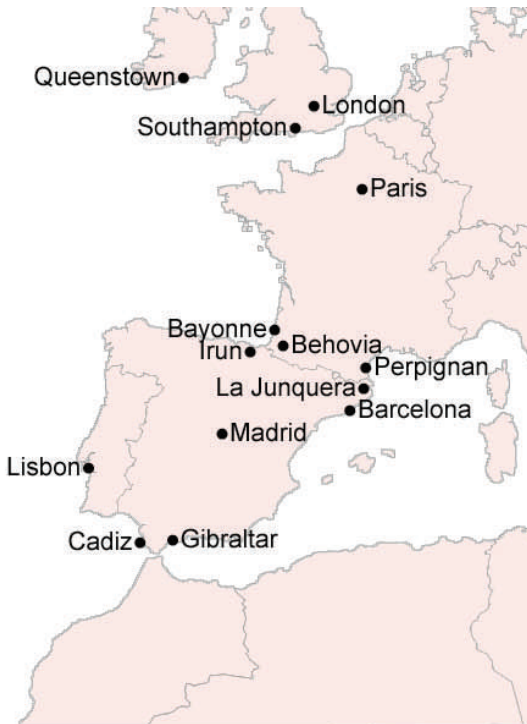 Queenstown
London
Southampton
Paris
Bayonne
Behovia
Irun
Perpignan
La Junquera
Barcelona
Madrid
Lisbon
Cadiz
Gibraltar